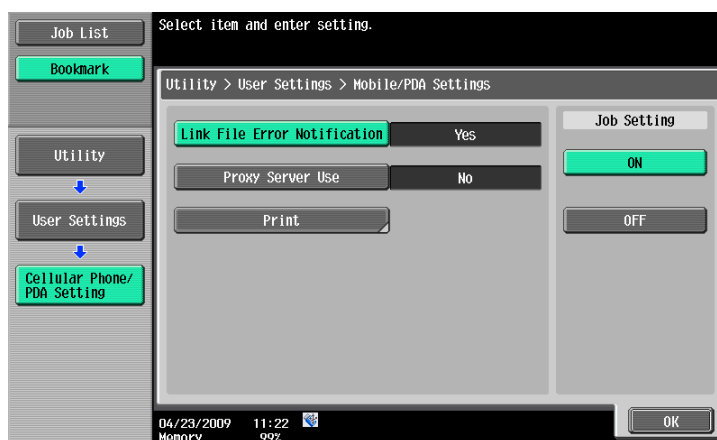 Job List
Bookmark
Utility
User Settings
Cellular Phone/
PDA Setting
Select item and enter setting.
Utility > User Settings > Mobile/PDA Settings
Link File Error Notification Yes
Proxy Server Use No
Print
Job Setting
ON
OFF
04/23/2009 11:22
Memory 99%
OK